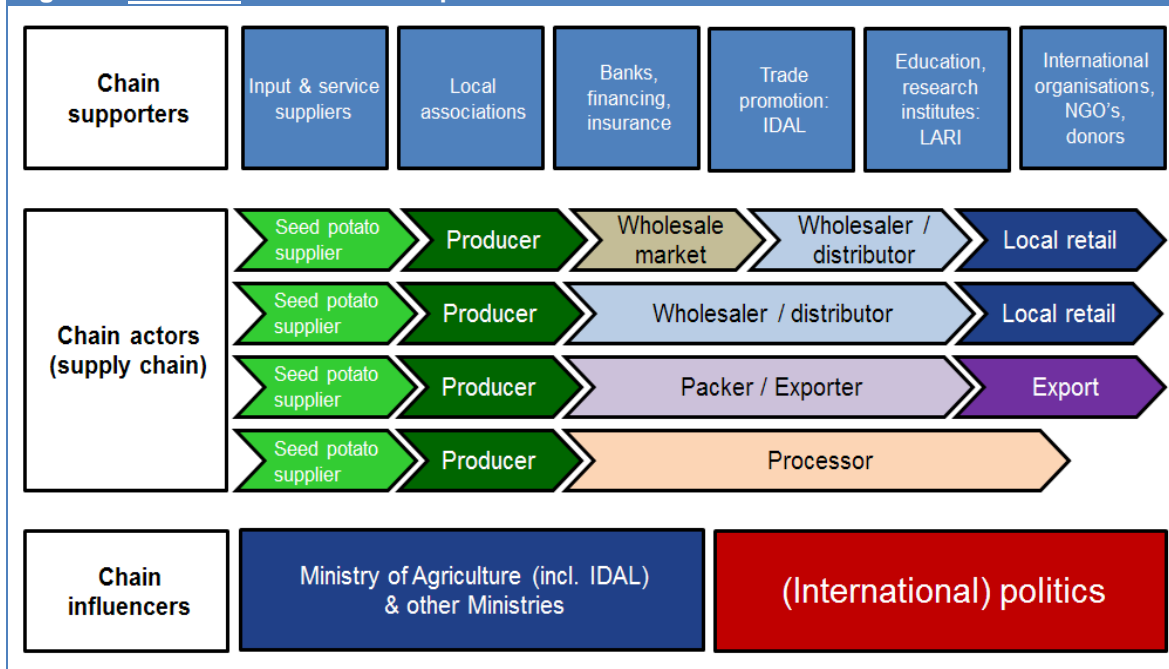 Chain
supporters
Input & service
suppliers
Local
associations
Banks,
financing,
insurance
Trade
promotion:
IDAL
Education,
research
institutes:
LARI
International
organisations,
NGO's,
donors
Chain actors
(supply chain)
Seed potato
supplier
Producer
Wholesale
market
Wholesaler /
distributor
Local retail
Seed potato
supplier
Producer
Wholesaler / distributor
Local retail
Seed potato
supplier
Producer
Packer / Exporter
Export
Seed potato
supplier
Producer
Processor
Chain
influencers
Ministry of Agriculture (incl. IDAL)
& other Ministries
(International) politics